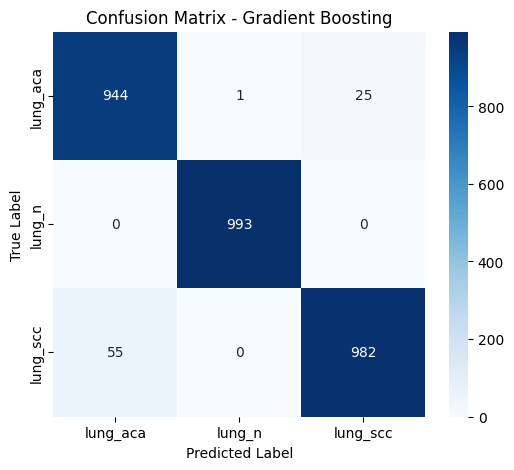 Confusion Matrix - Gradient Boosting
True Label
lung_aca
944 1 25
lung_n
0 993 0
lung_scc
55 0 982
lung_aca lung_n lung_scc
Predicted Label
800
600
400
200
0